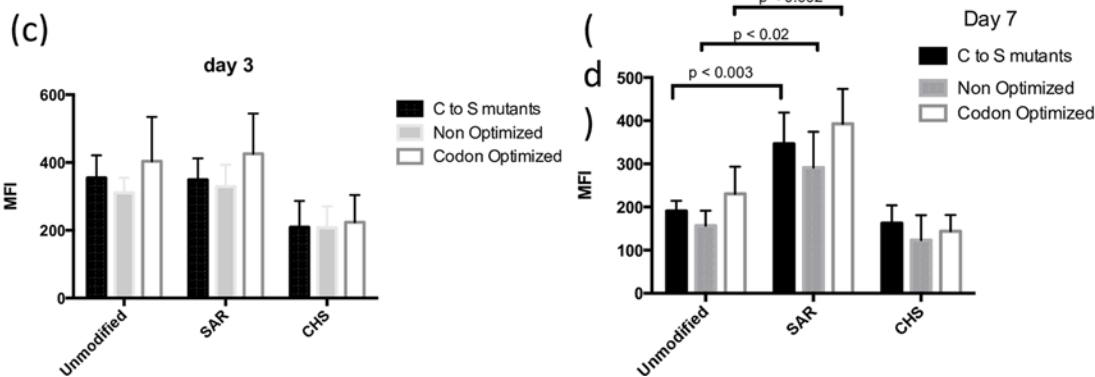 (c)
day 3
600
400
200
0
MFI
C to S mutants
Non Optimized
Codon Optimized
Unmodified
SAR
CHS
(
d
)
Day 7
C to S mutants
Non Optimized
Codon Optimized
p < 0.02
p < 0.003
500
400
300
200
100
0
MFI
Unmodified
SAR
CHS